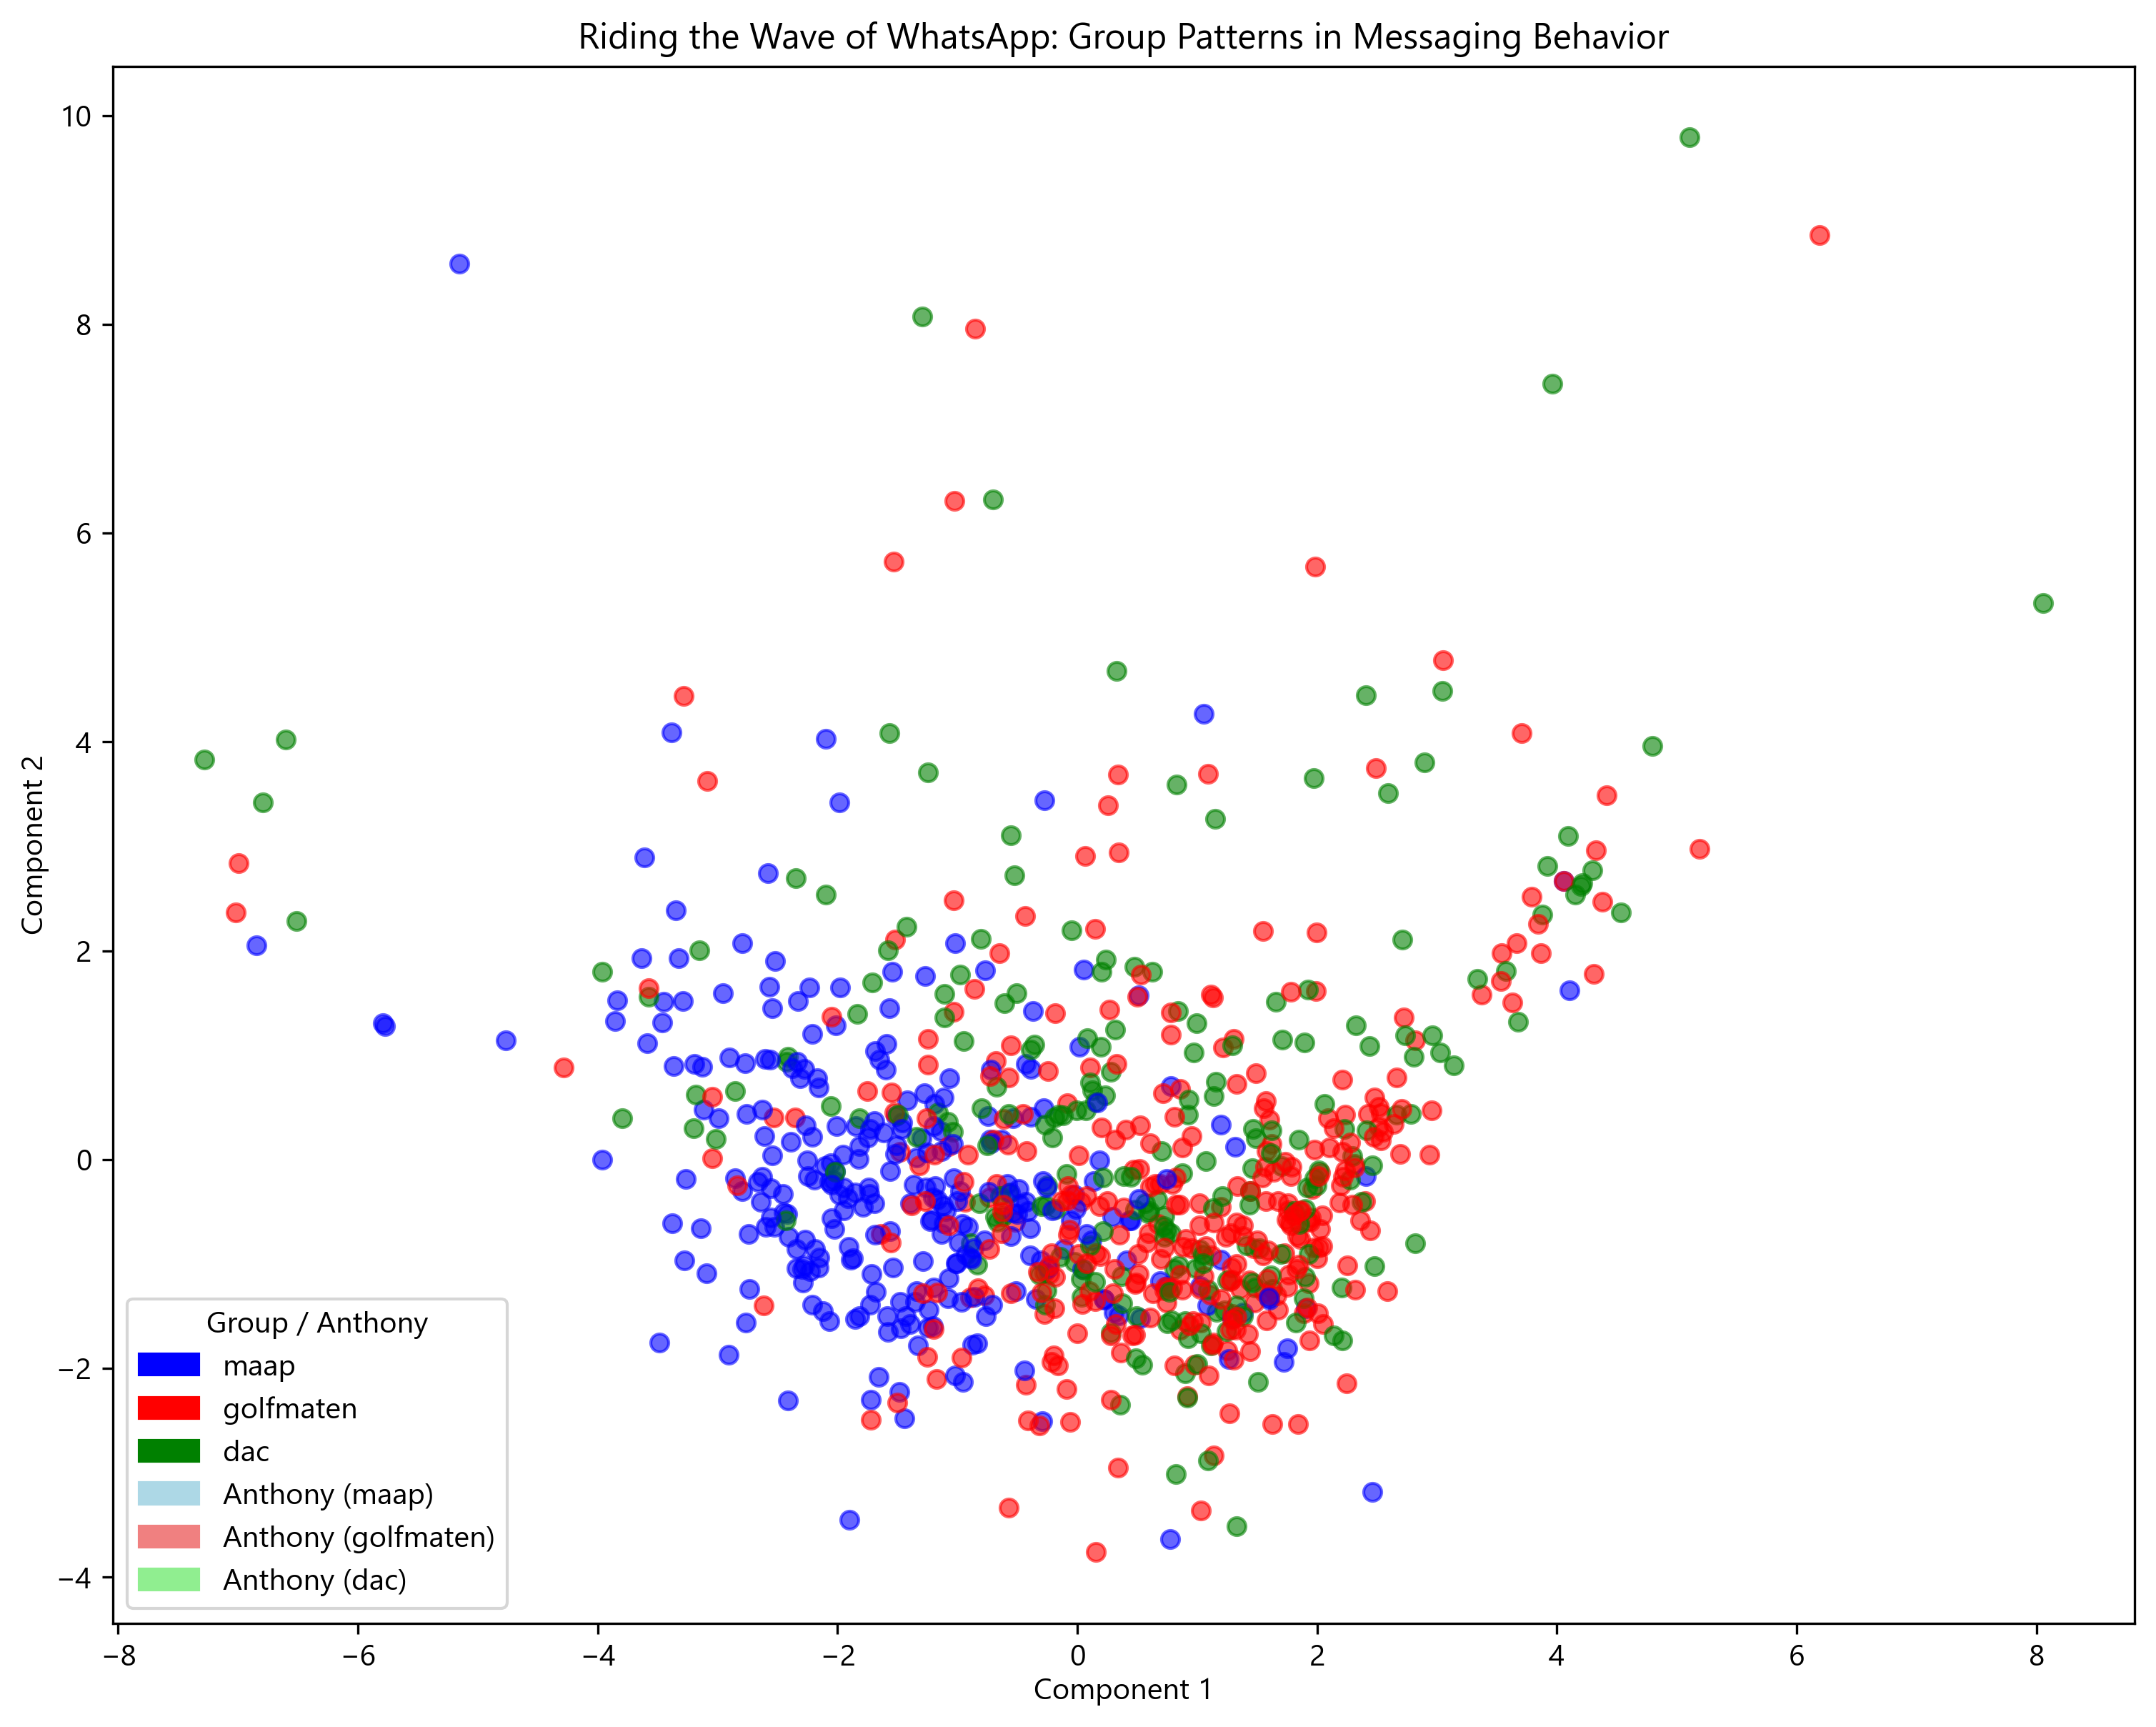 Riding the Wave of WhatsApp: Group Patterns in Messaging Behavior
10
8
6
4
2
0
−2
−4
Component 2
Group / Anthony
maap
golfmaten
dac
Anthony (maap)
Anthony (golfmaten)
Anthony (dac)
−8 −6 −4 −2 0 2 4 6 8
Component 1